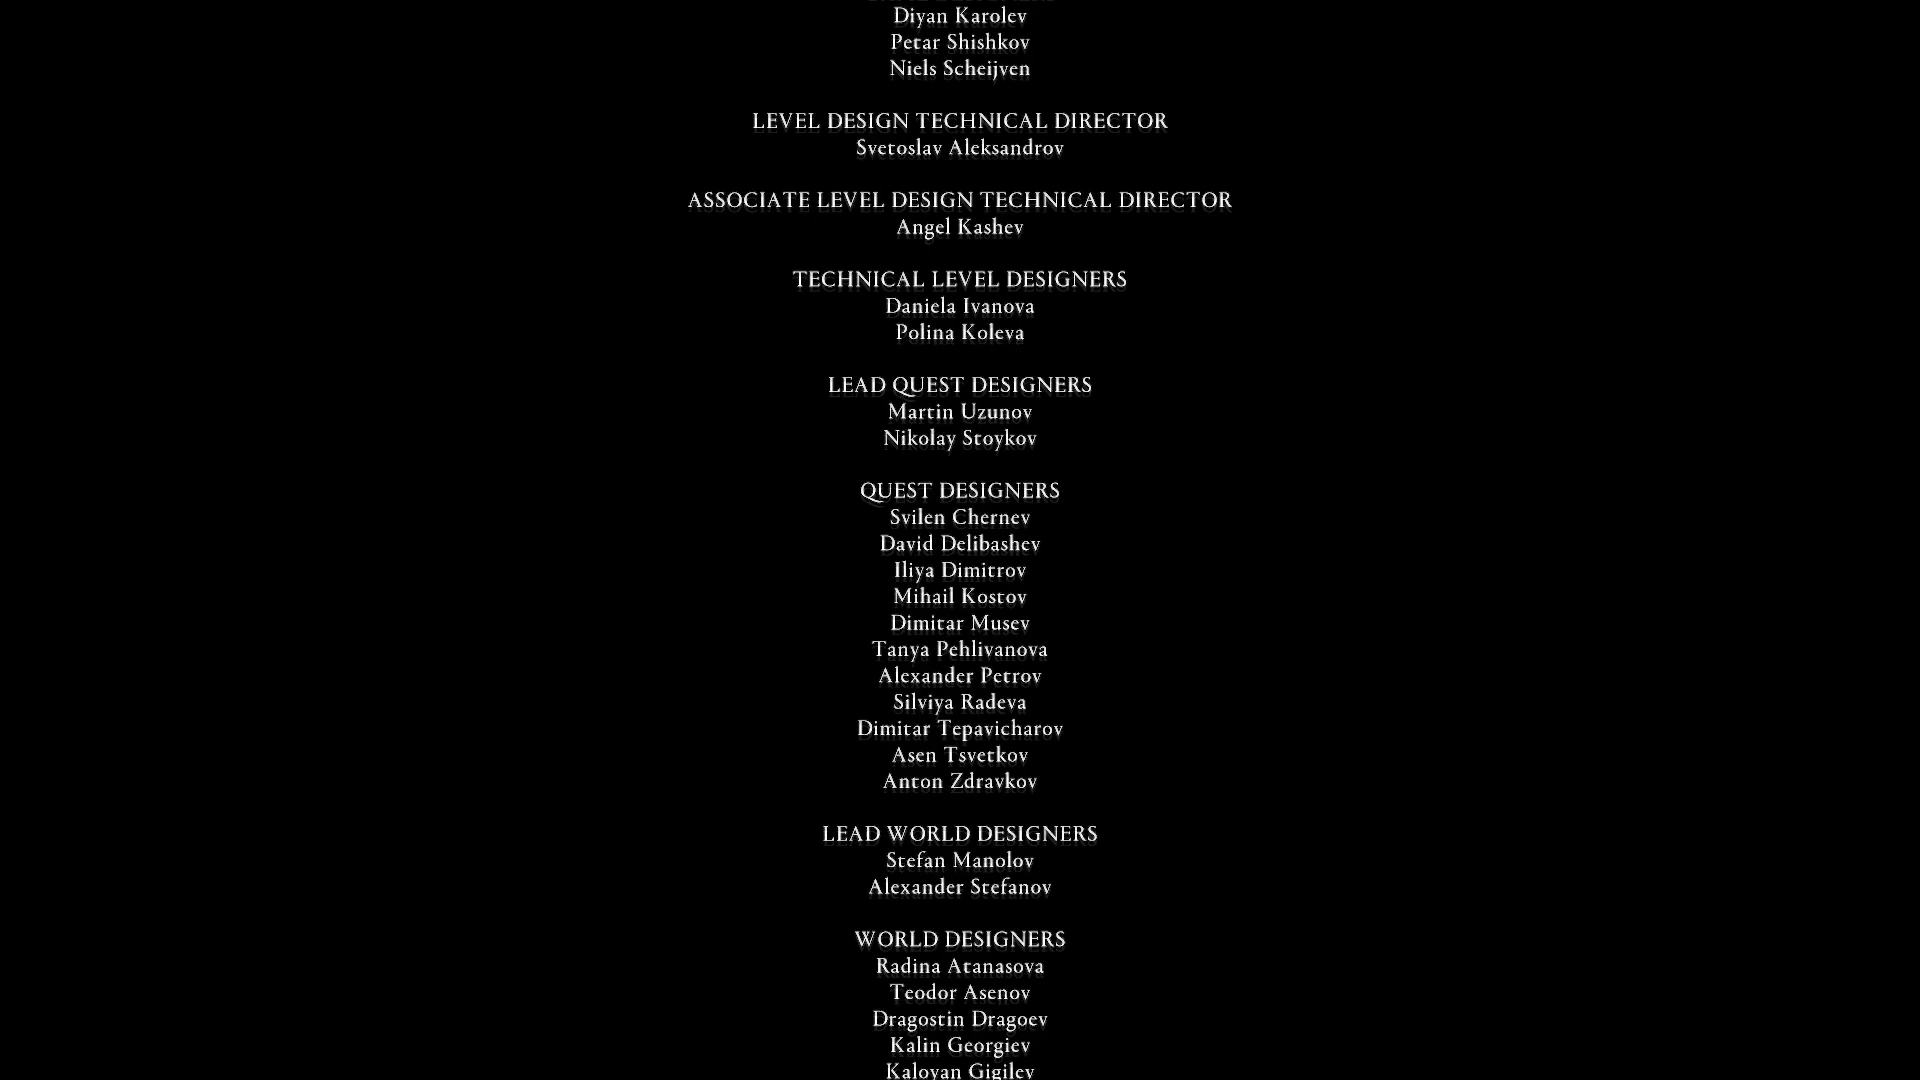 Diyan Karolev
Petar Shishkov
Niels Scheijven
LEVEL DESIGN TECHNICAL DIRECTOR
Svetoslav Aleksandrov
ASSOCIATE LEVEL DESIGN TECHNICAL DIRECTOR
Angel Kashev
TECHNICAL LEVEL DESIGNERS
Daniela Ivanova
Polina Koleva
LEAD QUEST DESIGNERS
Martin Uzunov
Nikolay Stoykov
QUEST DESIGNERS
Svilen Chernev
David Delibashev
Iliya Dimitrov
Mihail Kostov
Dimitar Musev
Tanya Pehlivanova
Alexander Petrov
Silviya Radeva
Dimitar Tepavicharov
Asen Tsvetkov
Anton Zdravkov
LEAD WORLD DESIGNERS
Stefan Manolov
Alexander Stefanov
WORLD DESIGNERS
Radina Atanasova
Teodor Asenov
Dragostin Dragoev
Kalin Georgiev
Kaloyan Gigilev